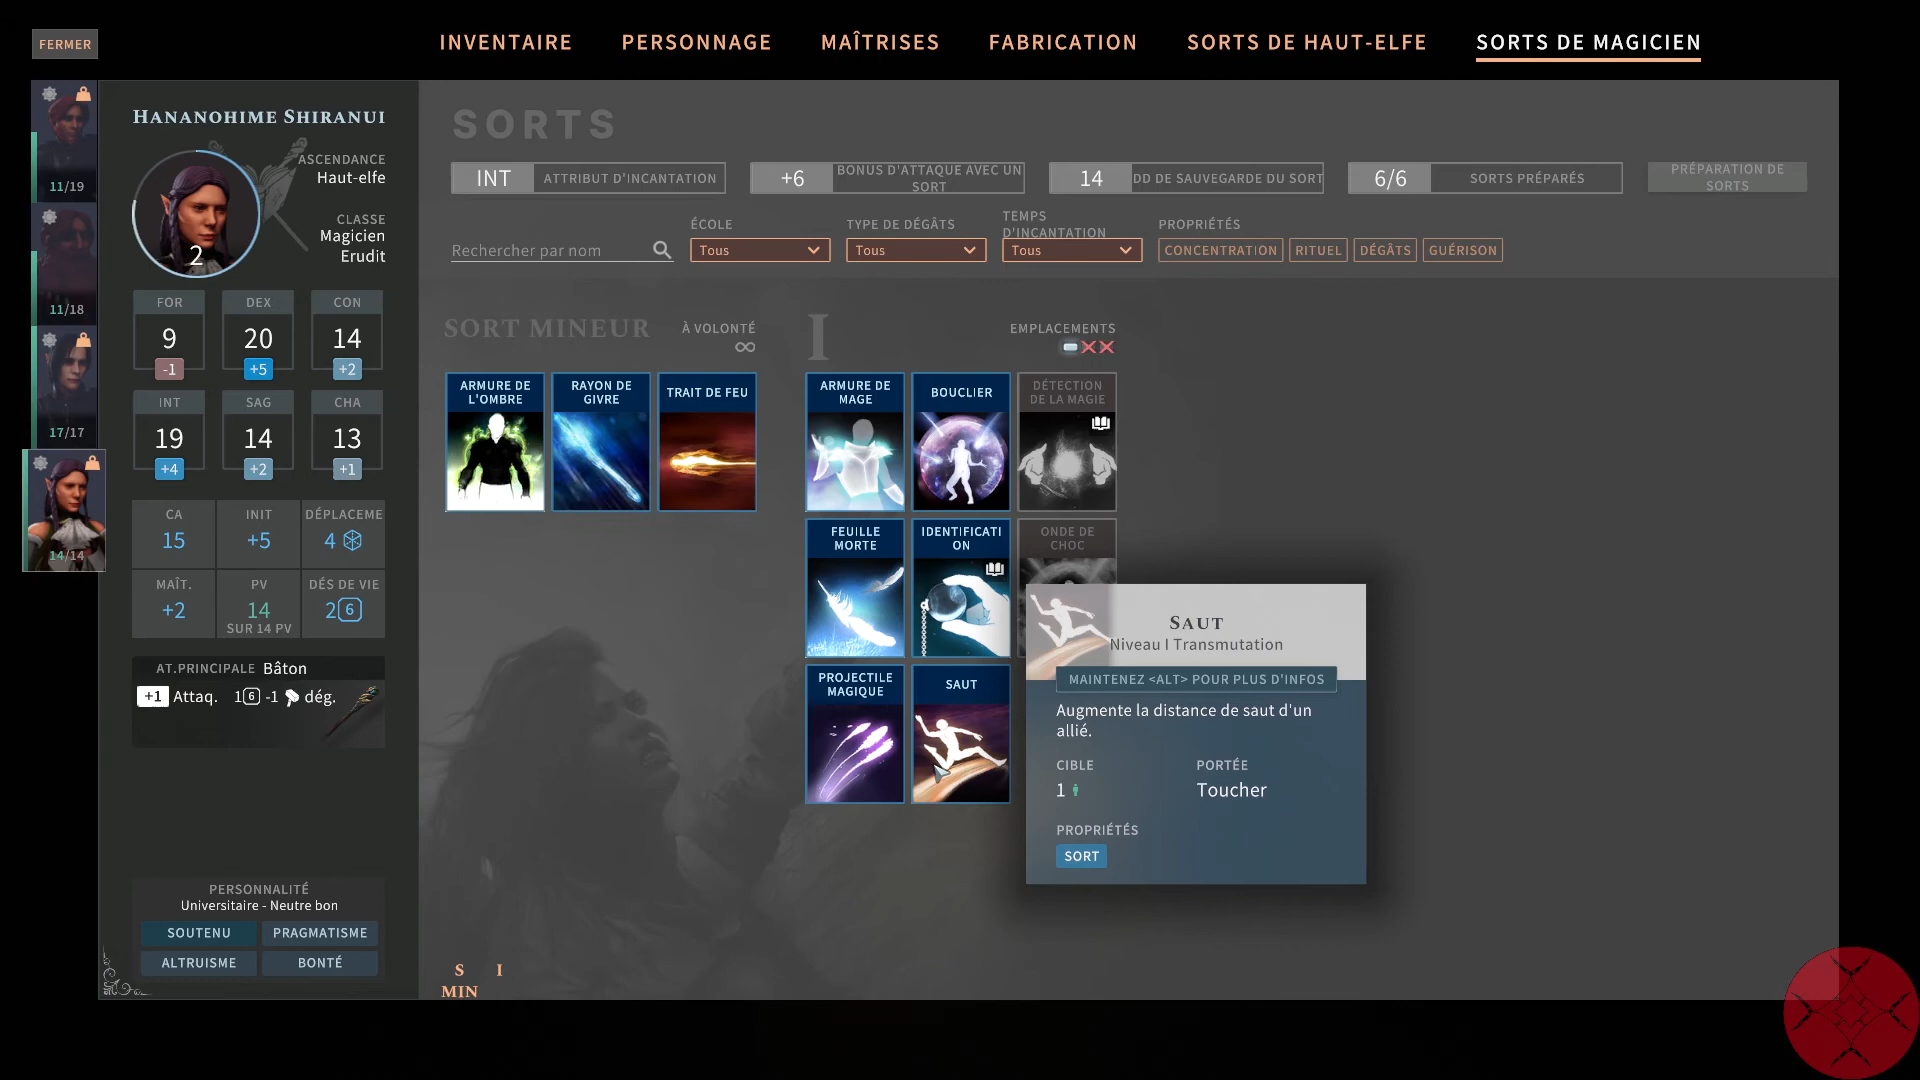 FERMER
INVENTAIRE
PERSONNAGE
MAÎTRISES
FABRICATION
SORTS DE HAUT-ELFE
SORTS DE MAGICIEN
11/19
11/18
17/17
14/14
HANANOHIME SHIRANUI
ASCENDANCE
Haut-elfe
CLASSE
Magicien
Erudit
2
FOR
9
-1
DEX
20
+5
CON
14
+2
INT
19
+4
SAG
14
+2
CHA
13
+1
CA
15
INIT
+5
DÉPLACEME
4
MAÎT.
+2
PV
14
SUR 14 PV
DÉS DE VIE
2 6
AT.PRINCIPALE Bâton
+1 Attaq. 1 6 -1 dég.
PERSONNALITÉ
Universitaire - Neutre bon
SOUTENU
PRAGMATISME
ALTRUISME
BONTÉ
SORTS
INT ATTRIBUT D'INCANTATION
+6 BONUS D'ATTAQUE AVEC UN
SORT
14 DD DE SAUVEGARDE DU SORT
6/6 SORTS PRÉPARÉS
PRÉPARATION DE
SORTS
Rechercher par nom
ÉCOLE
Tous
TYPE DE DÉGÂTS
Tous
TEMPS
D'INCANTATION
Tous
PROPRIÉTÉS
CONCENTRATION
RITUEL
DÉGÂTS
GUÉRISON
SORT MINEUR
À VOLONTÉ
∞
ARMURE DE
L'OMBRE
RAYON DE
GIVRE
TRAIT DE FEU
I
EMPLACEMENTS
ARMURE DE
MAGE
BOUCLIER
DÉTECTION
DE LA MAGIE
FEUILLE
MORTE
IDENTIFICATI
ON
ONDE DE
CHOC
PROJECTILE
MAGIQUE
SAUT
SAUT
Niveau I Transmutation
MAINTENEZ <ALT> POUR PLUS D'INFOS
Augmente la distance de saut d'un
allié.
CIBLE
1
PORTÉE
Toucher
PROPRIÉTÉS
SORT
S
MIN
I